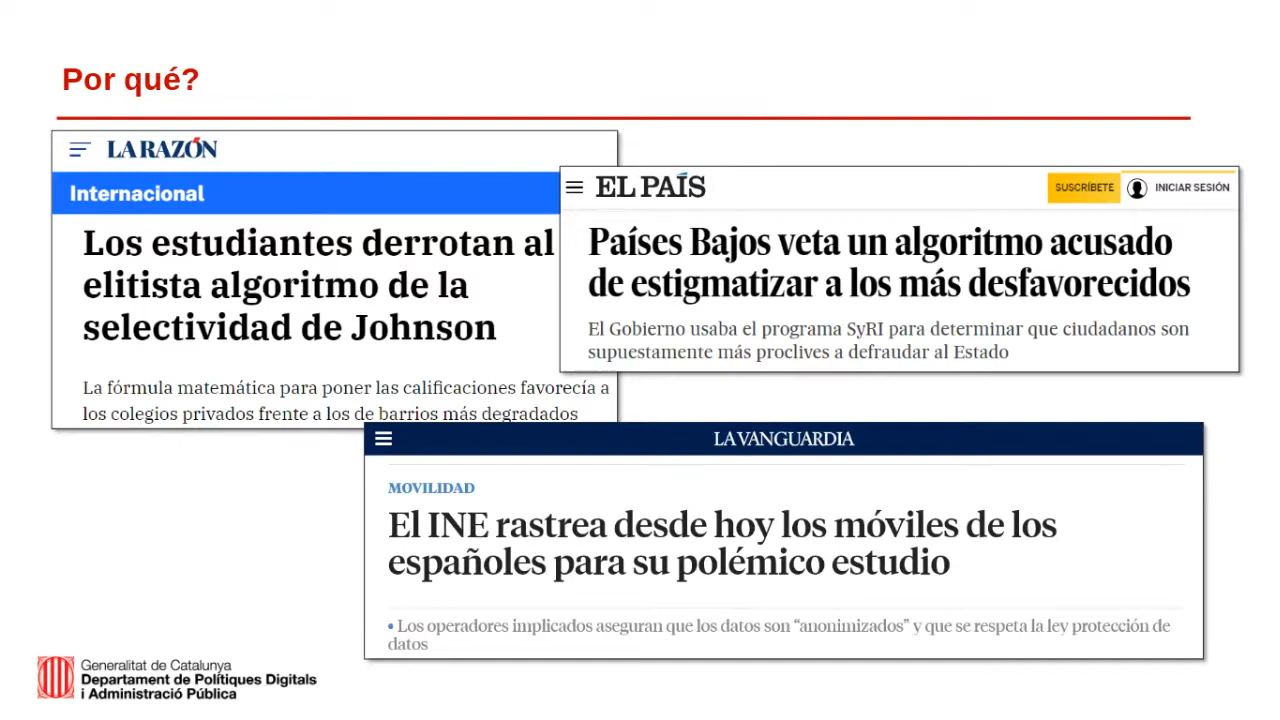 Por qué?
LA RAZÓN
Internacional
Los estudiantes derrotan al
elitista algoritmo de la
selectividad de Johnson
La fórmula matemática para poner las calificaciones favorecía a
los colegios privados frente a los de barrios más degradados
EL PAÍS
SUSCRÍBETE
INICIAR SESIÓN
Países Bajos veta un algoritmo acusado
de estigmatizar a los más desfavorecidos
El Gobierno usaba el programa SyRI para determinar que ciudadanos son
supuestamente más proclives a defraudar al Estado
LA VANGUARDIA
MOVILIDAD
El INE rastrea desde hoy los móviles de los
españoles para su polémico estudio
• Los operadores implicados aseguran que los datos son “anonimizados” y que se respeta la ley protección de
datos
Generalitat de Catalunya
Departament de Polítiques Digitals
i Administració Pública